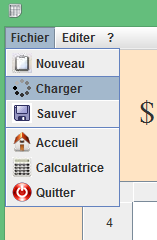 Fichier Editer ?
Nouveau
Charger
$
Sauver
Accueil
Calculatrice
Quitter
4